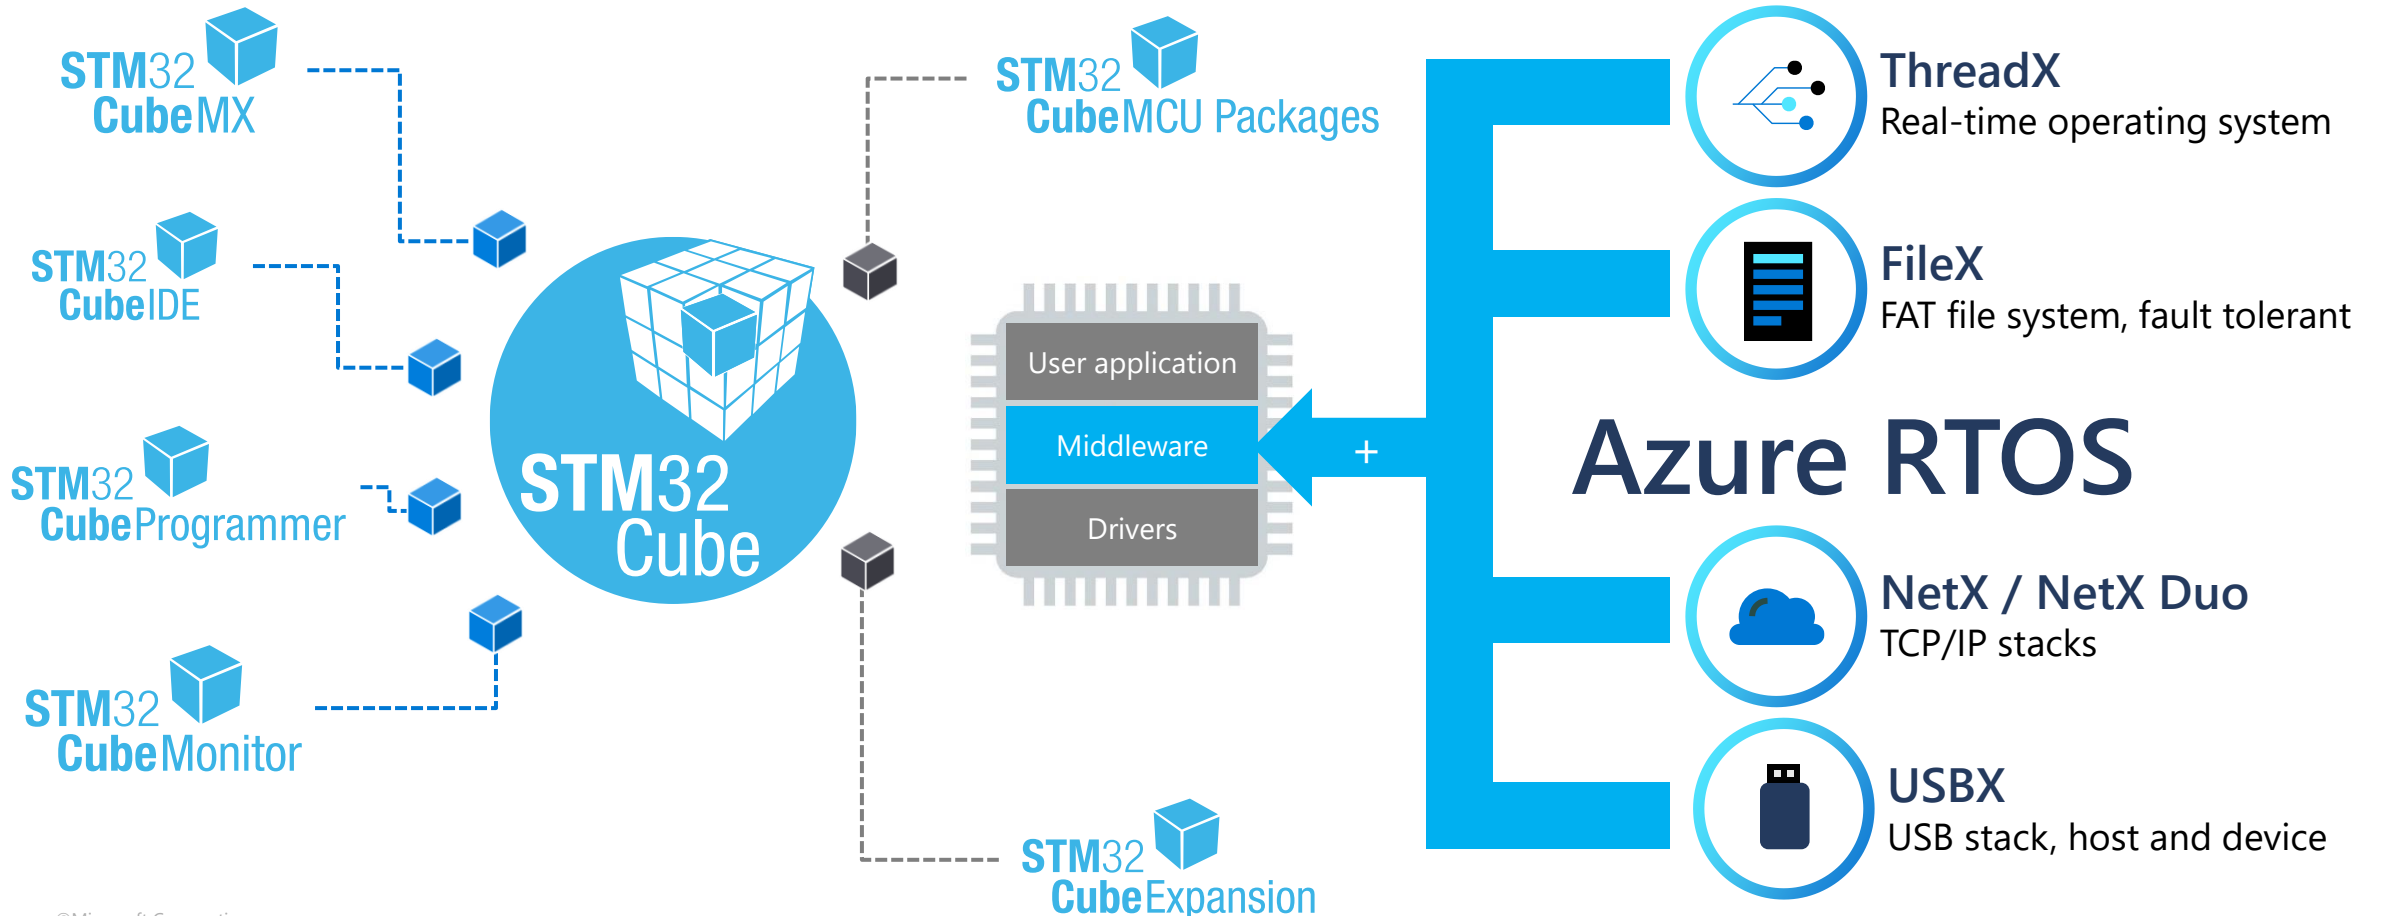 STM32
CubeMX
STM32
CubeIDE
STM32
CubeProgrammer
STM32
CubeMonitor
STM32
Cube
STM32
CubeMCU Packages
User application
Middleware
Drivers
+
STM32
CubeExpansion
ThreadX
Real-time operating system
FileX
FAT file system, fault tolerant
Azure RTOS
NetX / NetX Duo
TCP/IP stacks
USBX
USB stack, host and device